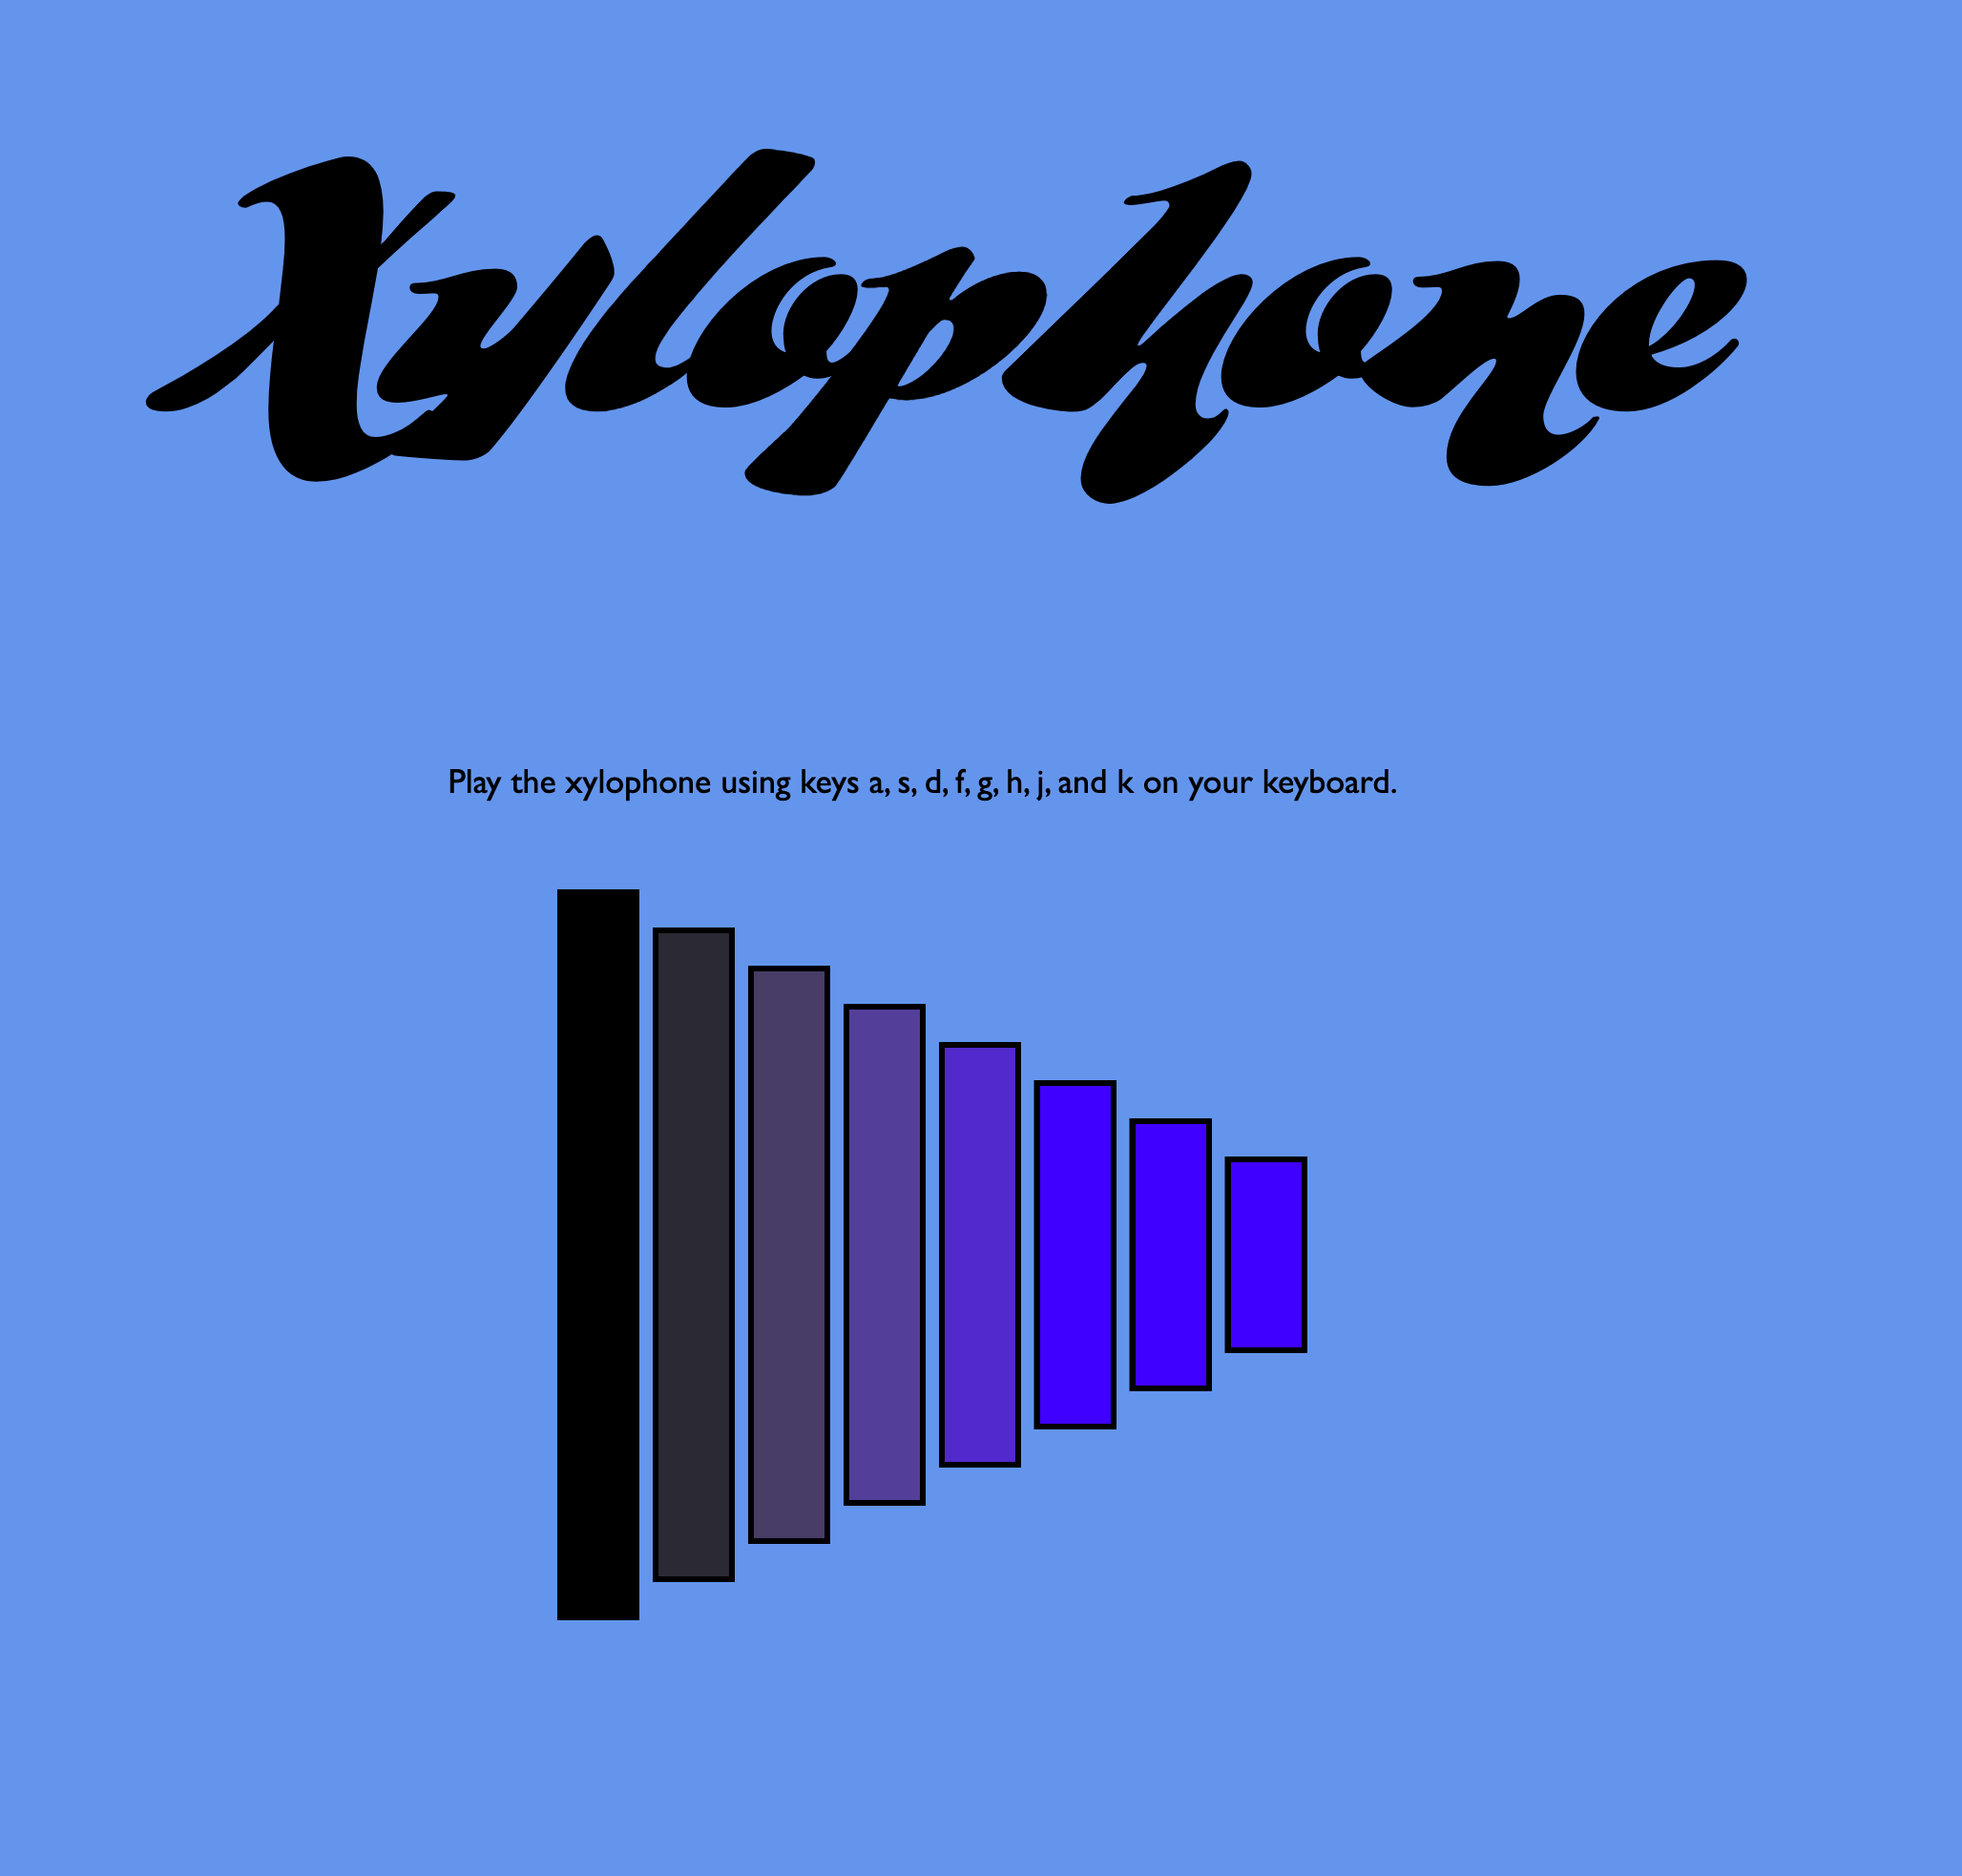 Xylophone
Play the xylophone using keys a, s, d, f, g, h, j, and k on your keyboard.